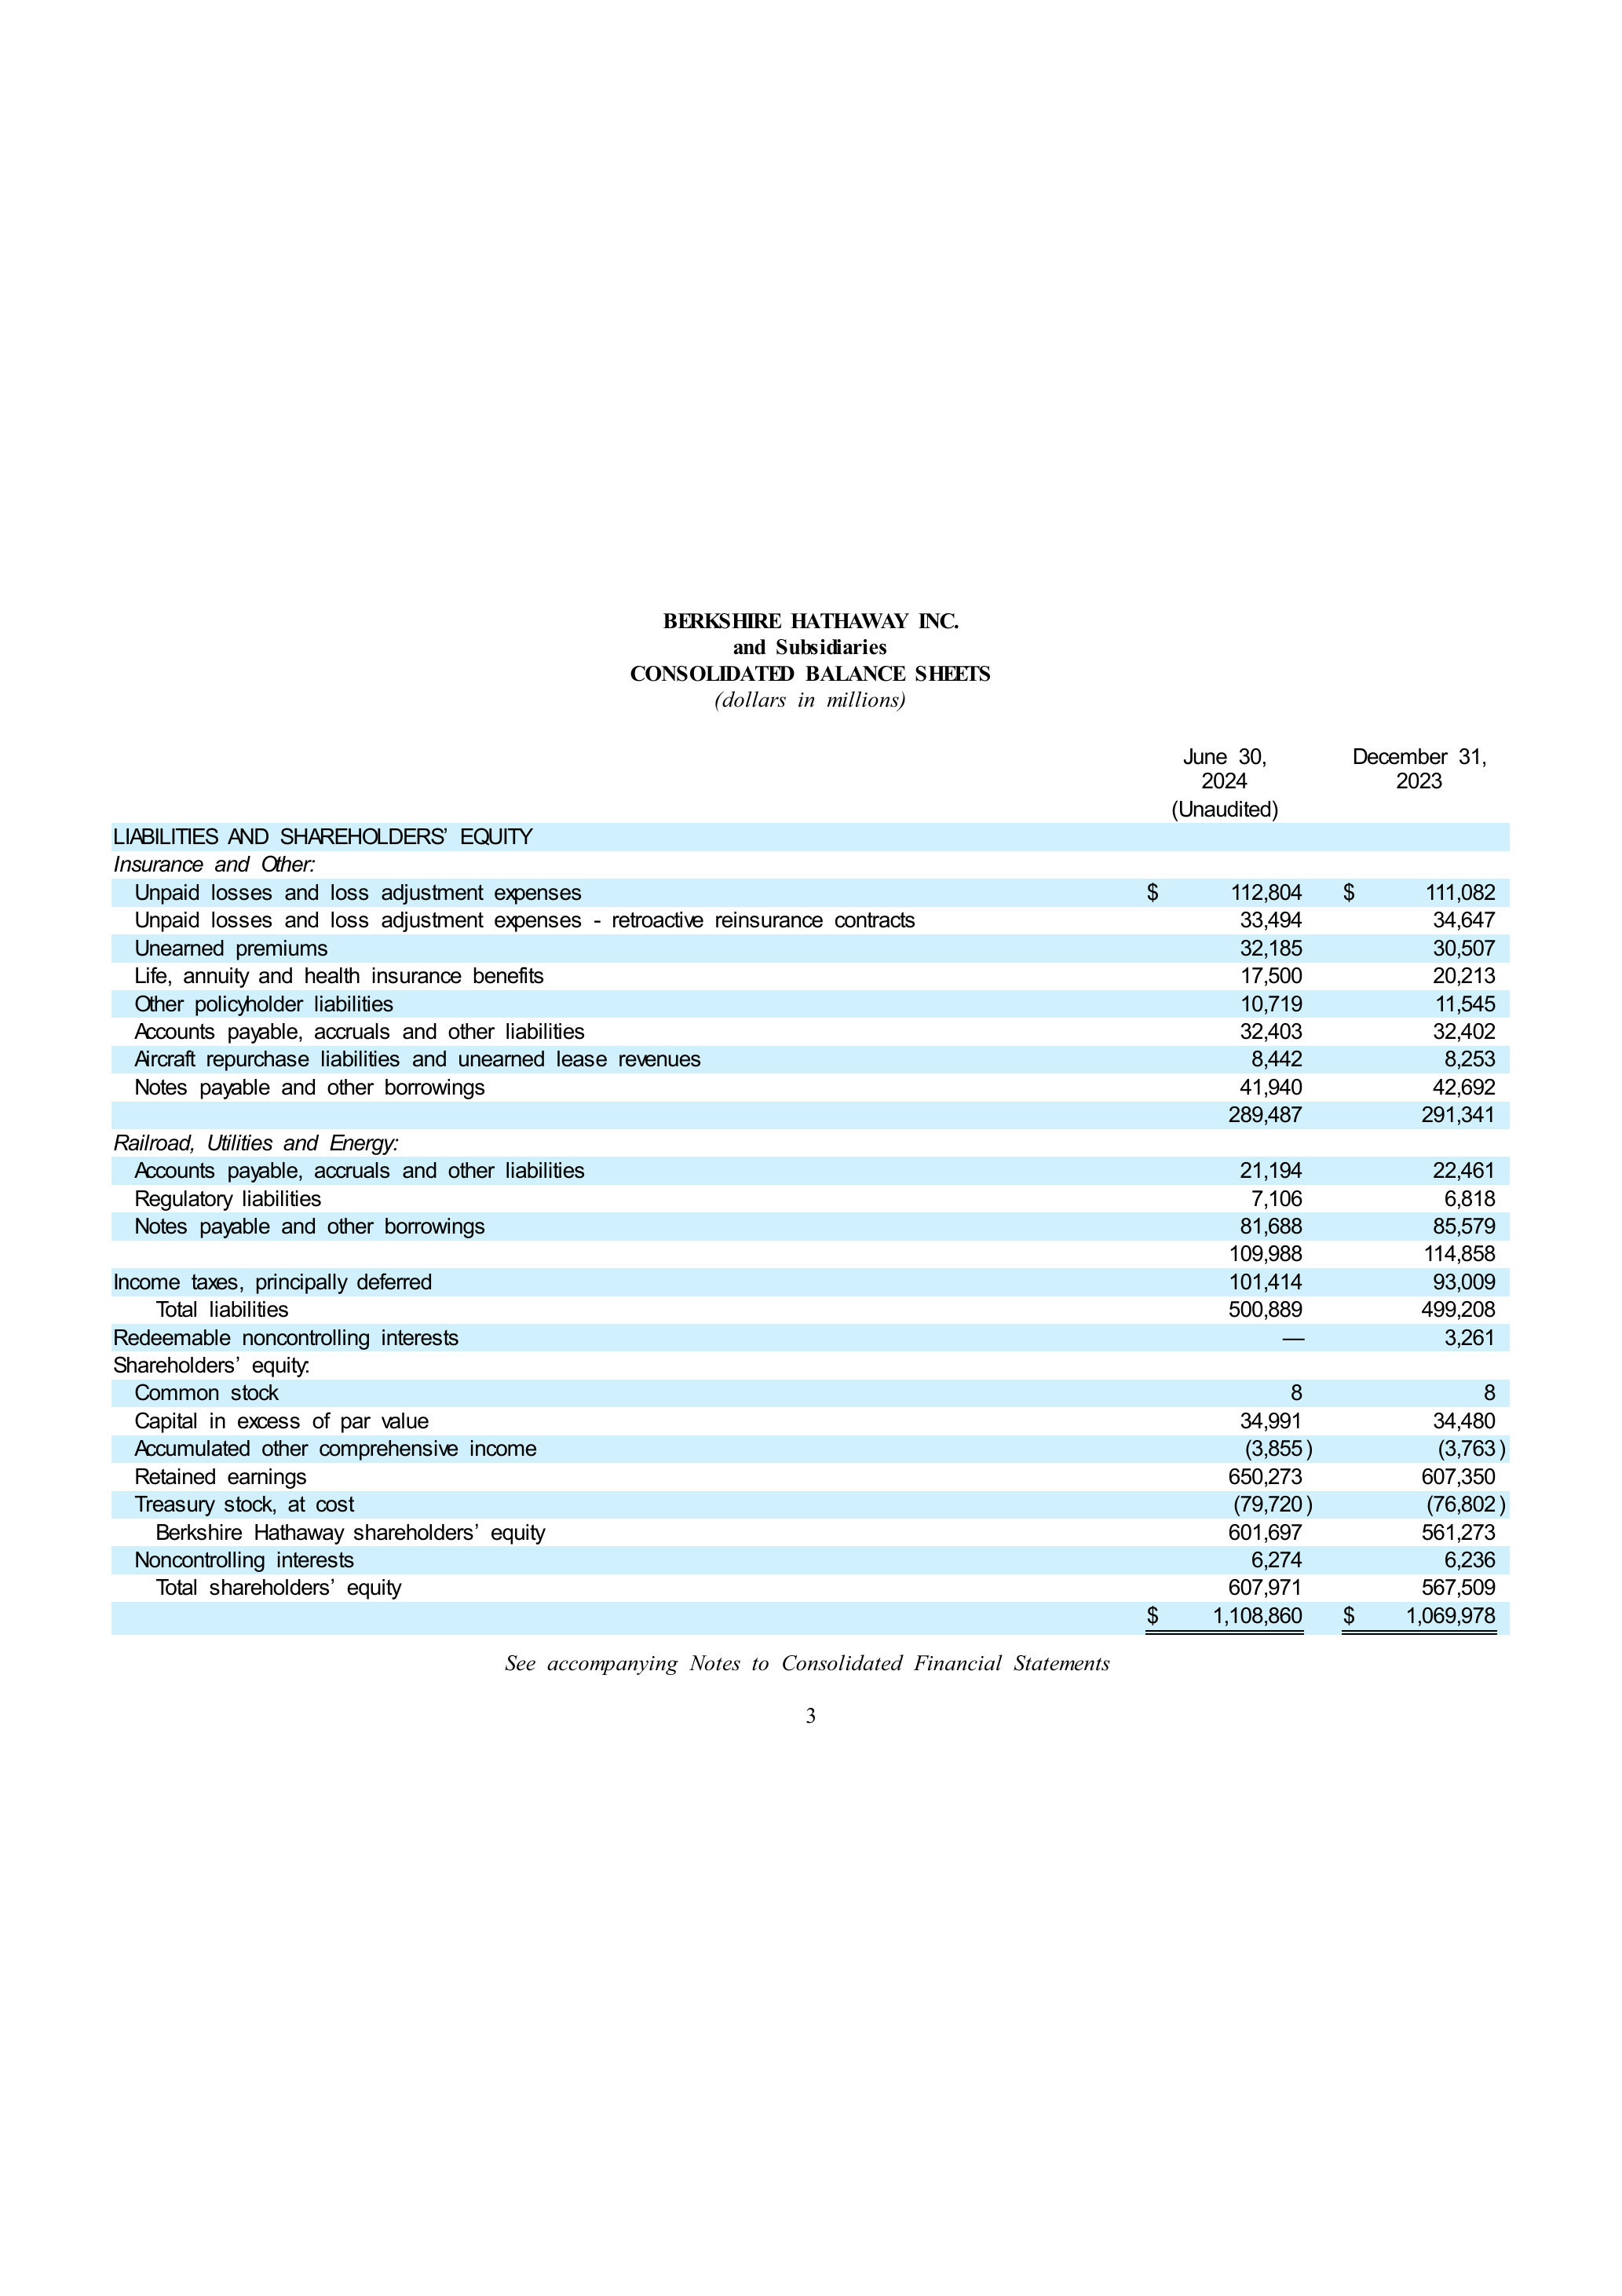 BERKSHIRE HATHAWAY INC.
and Subsidiaries
CONSOLIDATED BALANCE SHEETS
(dollars in millions)
June 30, December 31,
2024 2023
(Unaudited)
LIABILITIES AND SHAREHOLDERS’ EQUITY
Insurance and Other:
Unpaid losses and loss adjustment expenses $ 112,804 $ 111,082
Unpaid losses and loss adjustment expenses - retroactive reinsurance contracts 33,494 34,647
Unearned premiums 32,185 30,507
Life, annuity and health insurance benefits 17,500 20,213
Other policyholder liabilities 10,719 11,545
Accounts payable, accruals and other liabilities 32,403 32,402
Aircraft repurchase liabilities and unearned lease revenues 8,442 8,253
Notes payable and other borrowings 41,940 42,692
289,487 291,341
Railroad, Utilities and Energy:
Accounts payable, accruals and other liabilities 21,194 22,461
Regulatory liabilities 7,106 6,818
Notes payable and other borrowings 81,688 85,579
109,988 114,858
Income taxes, principally deferred 101,414 93,009
Total liabilities 500,889 499,208
Redeemable noncontrolling interests — 3,261
Shareholders’ equity:
Common stock 8 8
Capital in excess of par value 34,991 34,480
Accumulated other comprehensive income (3,855) (3,763)
Retained earnings 650,273 607,350
Treasury stock, at cost (79,720) (76,802)
Berkshire Hathaway shareholders’ equity 601,697 561,273
Noncontrolling interests 6,274 6,236
Total shareholders’ equity 607,971 567,509
$ 1,108,860 $ 1,069,978
See accompanying Notes to Consolidated Financial Statements
3